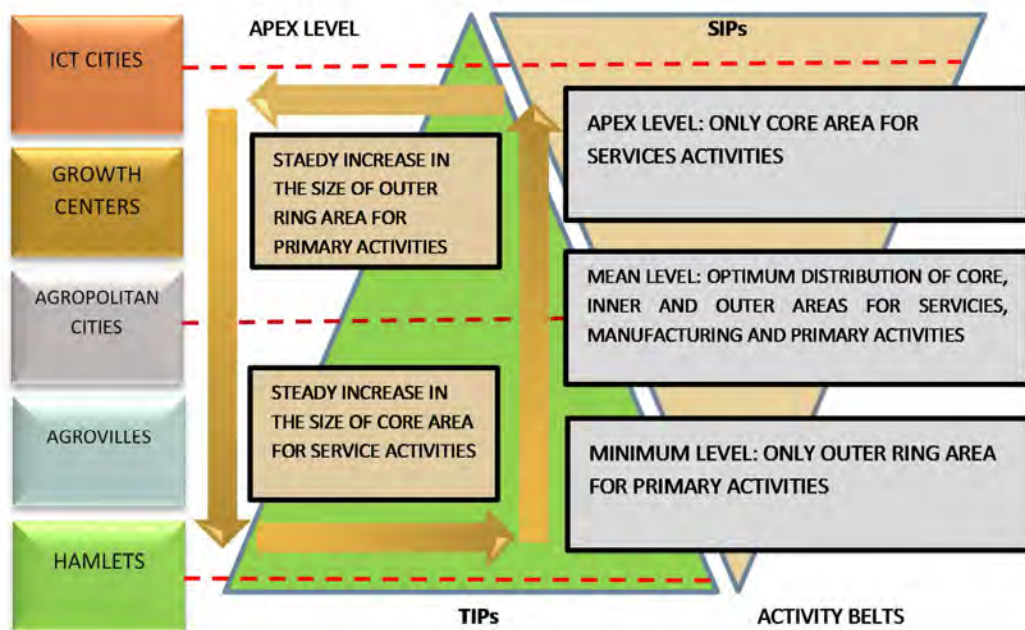 ICT CITIES
GROWTH
CENTERS
AGROPOLITAN
CITIES
AGROVILLES
HAMLETS
APEX LEVEL
SIPs
STAEDY INCREASE IN
THE SIZE OF OUTER
RING AREA FOR
PRIMARY ACTIVITIES
STEADY INCREASE IN
THE SIZE OF CORE AREA
FOR SERVICE ACTIVITIES
APEX LEVEL: ONLY CORE AREA FOR
SERVICES ACTIVITIES
MEAN LEVEL: OPTIMUM DISTRIBUTION OF CORE,
INNER AND OUTER AREAS FOR SERVICIES,
MANUFACTURING AND PRIMARY ACTIVITIES
MINIMUM LEVEL: ONLY OUTER RING AREA
FOR PRIMARY ACTIVITIES
TIPs
ACTIVITY BELTS